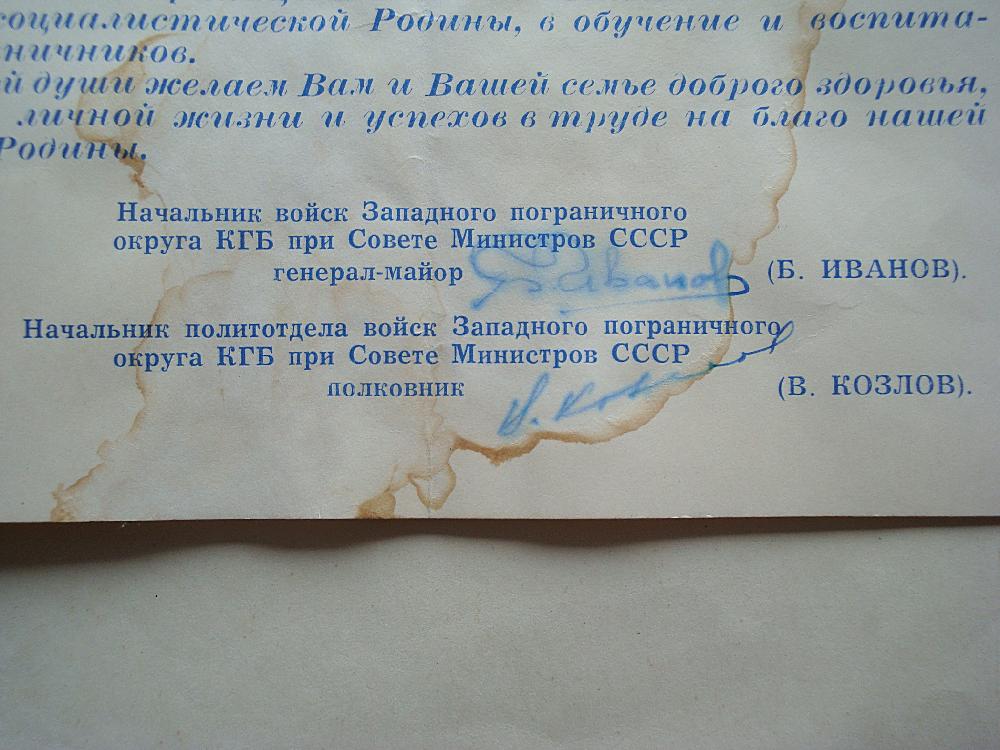 социалистической Родины, в обучение и воспита-
ничников.
й души желаем Вам и Вашей семье доброго здоровья,
личной жизни и успехов в труде на благо нашей
Родины.
Начальник войск Западного пограничного
округа КГБ при Совете Министров СССР
генерал-майор Б Иванов (Б. ИВАНОВ).
Начальник политотдела войск Западного пограничного
округа КГБ при Совете Министров СССР
полковник В. Козлов (В. КОЗЛОВ).